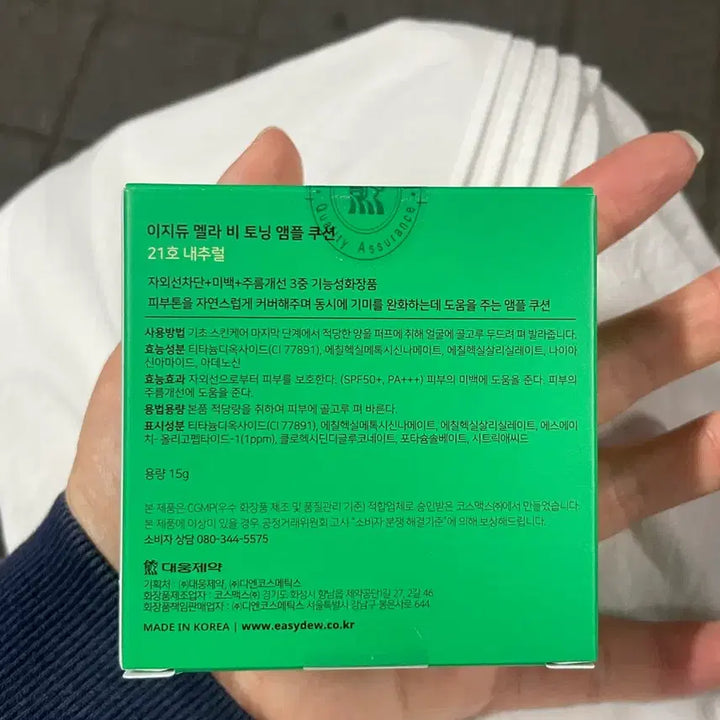 Quality Assurance
이지듀 멜라 비 토닝 앰플 쿠션
21호 내추럴
자외선차단+미백+주름개선 3중 기능성화장품
피부톤을 자연스럽게 커버해주며 동시에 기미를 완화하는데 도움을 주는 앰플 쿠션
사용방법 기초 스킨케어 마지막 단계에서 적당한 양을 퍼프에 취해 얼굴에 골고루 두드려 펴 발라줍니다.
효능성분 티타늄디옥사이드(CI 77891), 에칠헥실메톡시신나메이트, 에칠헥실살리실레이트, 나이아
신아마이드, 아데노신
효능효과 자외선으로부터 피부를 보호한다. (SPF50+, PA+++) 피부의 미백에 도움을 준다. 피부의
주름개선에 도움을 준다.
용법용량 본품 적당량을 취하여 피부에 골고루 펴 바른다.
표시성분 티타늄디옥사이드(CI 77891), 에칠헥실메톡시신나메이트, 에칠헥실살리실레이트, 에스에이
치-올리고펩타이드-1(1ppm), 클로헥시딘디글루코네이트, 포타슘솔베이트, 시트릭애씨드
용량 15g
본 제품은 CGMP(우수 화장품 제조 및 품질관리 기준) 적합업체로 승인받은 코스맥스㈜에서 만들었습니다.
본 제품에 이상이 있을 경우, 공정거래위원회 고시 "소비자 분쟁 해결기준"에 의해 보상해드립니다.
소비자 상담 080-344-5575
대웅제약
기획처 : ㈜대웅제약, ㈜디엔코스메틱스
화장품제조업자 : 코스맥스㈜ 경기도 화성시 향남읍 제약공단1길 27, 2길 46
화장품책임판매업자 : ㈜디엔코스메틱스 서울특별시 강남구 봉은사로 644
MADE IN KOREA | www.easydew.co.kr